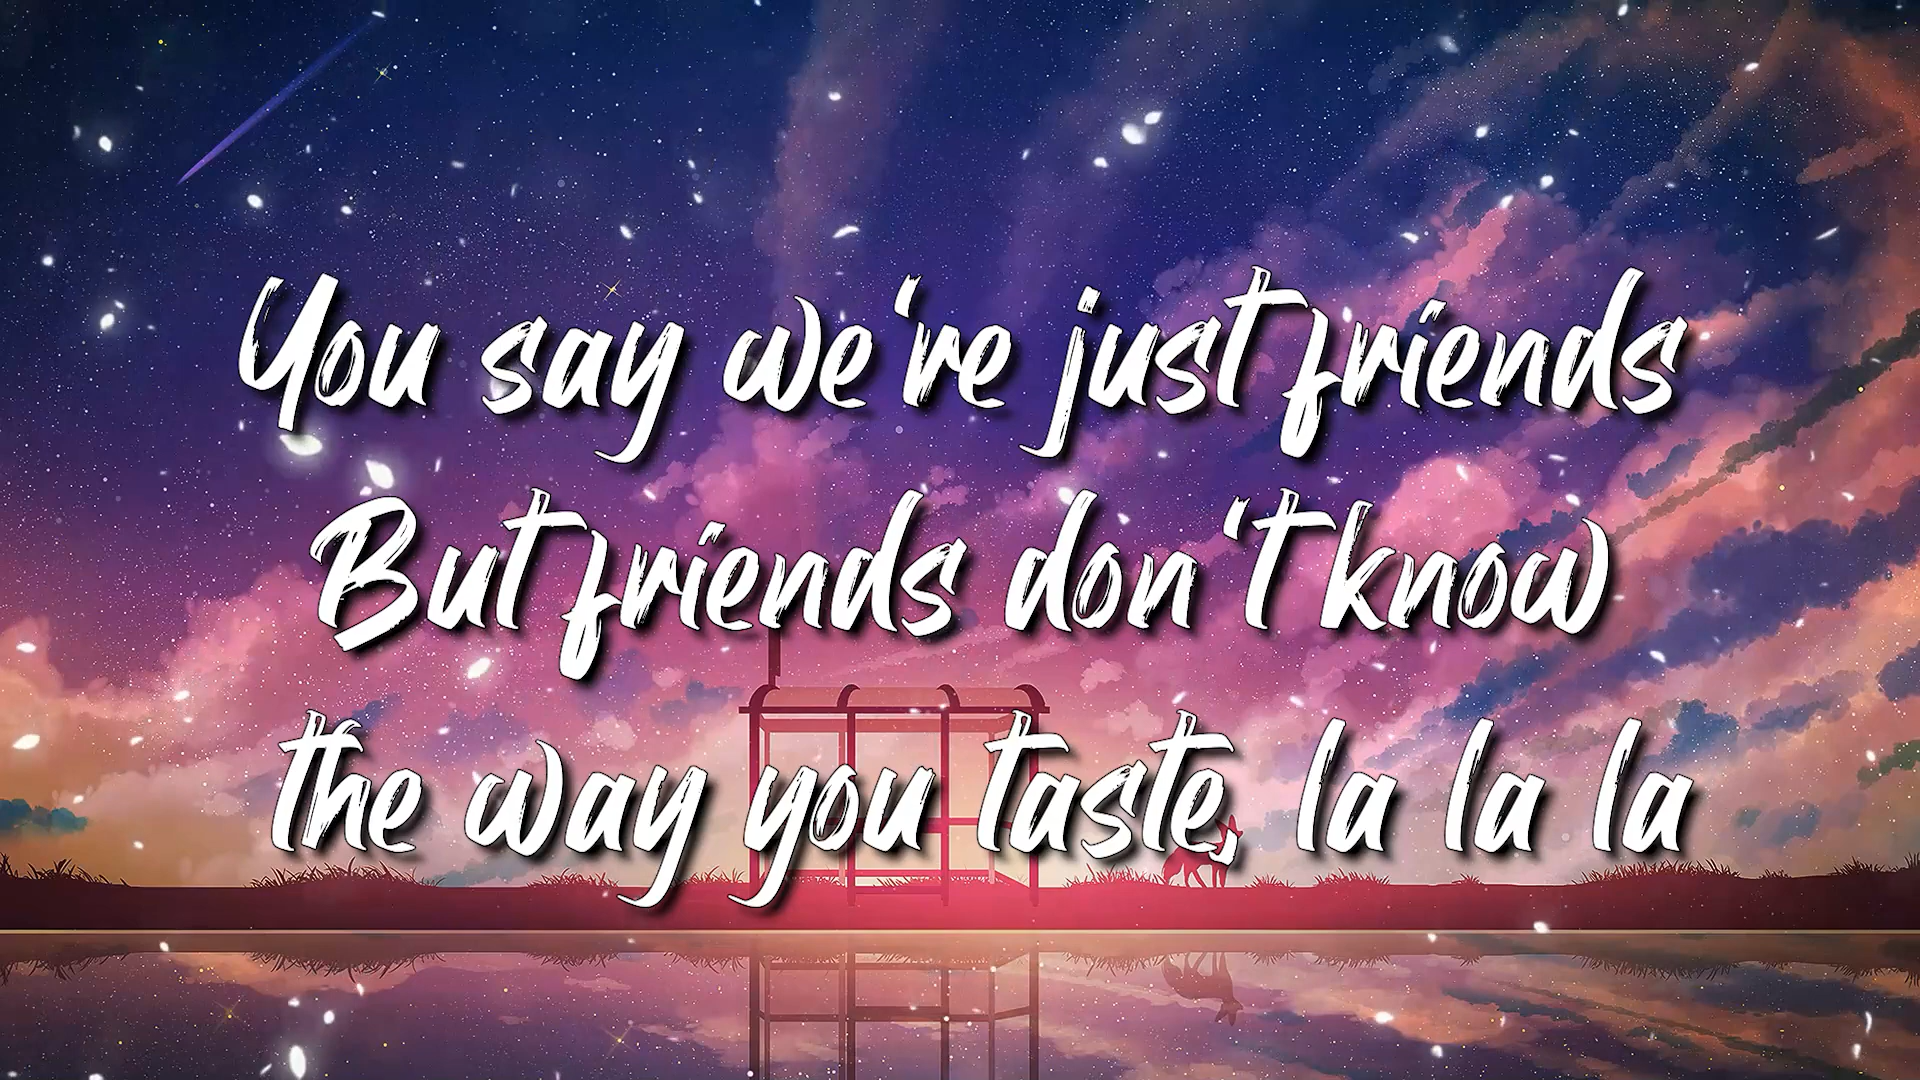 You say we're just friends
But friends don't know
the way you taste, la la la